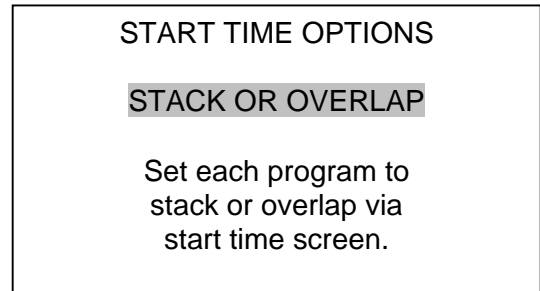 START TIME OPTIONS
STACK OR OVERLAP
Set each program to
stack or overlap via
start time screen.